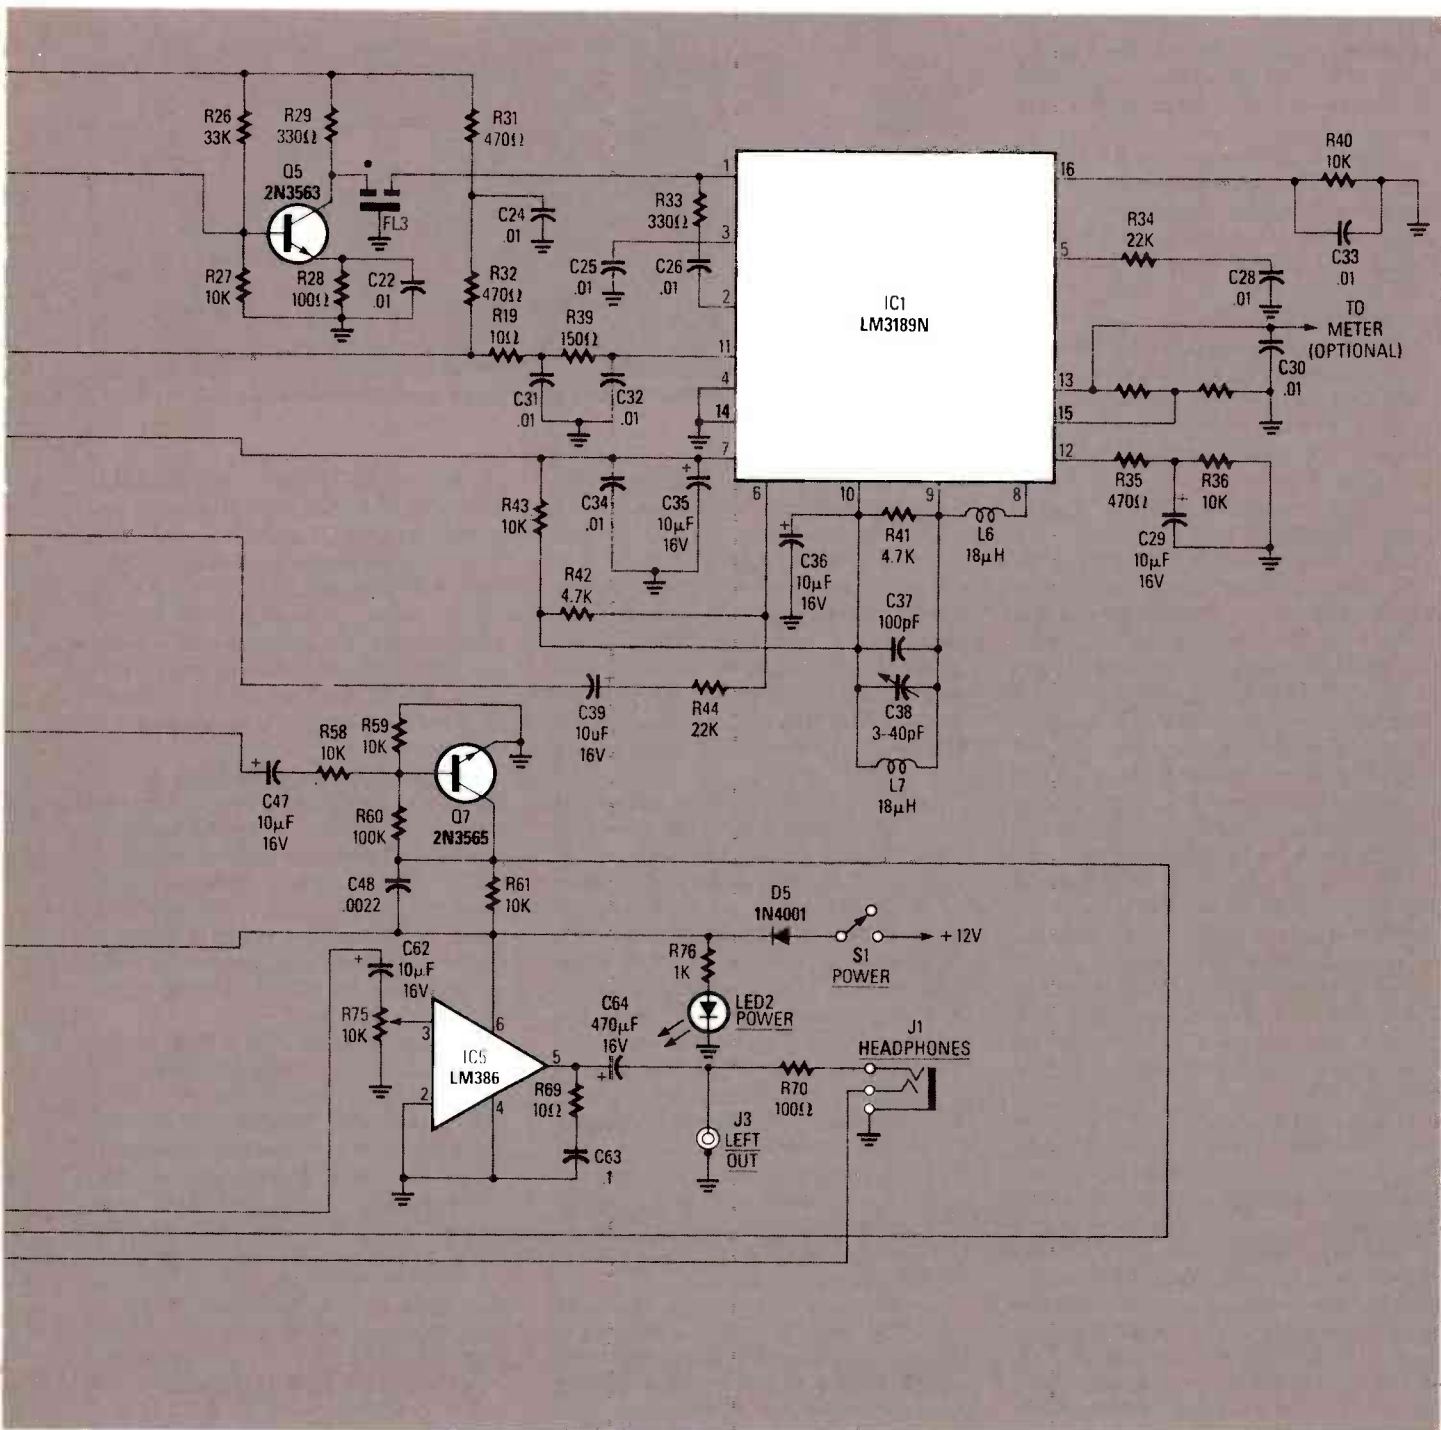 R26
33K
R29
330Ω
R31
470Ω
Q5
2N3563
FL3
C24
.01
R27
10K
R28
100Ω
C22
.01
R32
470Ω
R19
10Ω
R39
150Ω
C25
.01
C26
.01
R33
330Ω
C31
.01
C32
.01
1
3
2
11
4
14
7
6
10
9
8
16
5
13
15
12
IC1
LM3189N
R40
10K
C33
.01
R34
22K
C28
.01
TO
METER
(OPTIONAL)
C30
.01
R35
470Ω
R36
10K
C29
10µF
16V
+
R43
10K
C34
.01
C35
10µF
16V
+
R42
4.7K
C36
10µF
16V
+
R41
4.7K
L6
18µH
C37
100pF
C38
3-40pF
L7
18µH
C39
10uF
16V
+
R44
22K
R58
10K
R59
10K
+
C47
10µF
16V
R60
100K
Q7
2N3565
C48
.0022
R61
10K
D5
1N4001
S1
POWER
+12V
C62
10µF
16V
+
R75
10K
R76
1K
LED2
POWER
3
2
6
5
4
IC5
LM386
C64
470µF
16V
+
R69
10Ω
C63
.1
R70
100Ω
J1
HEADPHONES
J3
LEFT
OUT